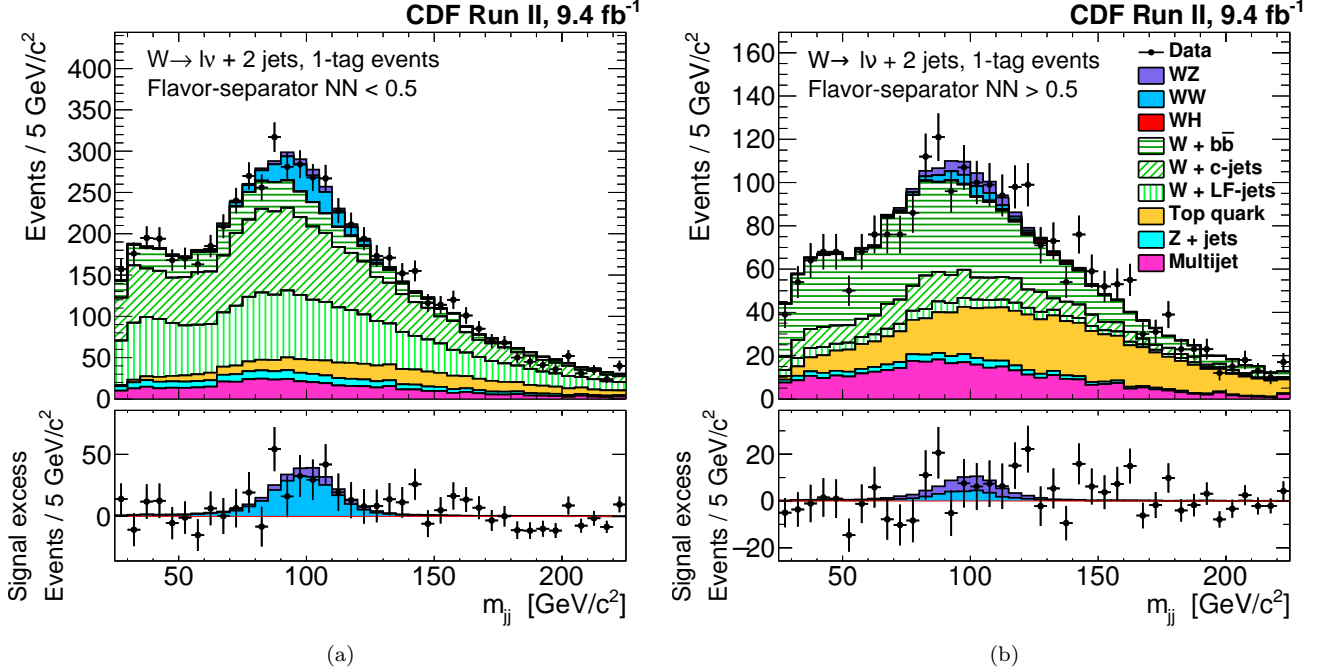 CDF Run II, 9.4 fb⁻¹
Events / 5 GeV/c²
W→ lν + 2 jets, 1-tag events
Flavor-separator NN < 0.5
400
350
300
250
200
150
100
50
0
Signal excess
Events / 5 GeV/c²
50
0
50 100 150 200
m_jj [GeV/c²]
(a)
CDF Run II, 9.4 fb⁻¹
Events / 5 GeV/c²
W→ lν + 2 jets, 1-tag events
Flavor-separator NN > 0.5
160
140
120
100
80
60
40
20
0
Data
WZ
WW
WH
W + bb̅
W + c-jets
W + LF-jets
Top quark
Z + jets
Multijet
Signal excess
Events / 5 GeV/c²
20
0
−20
50 100 150 200
m_jj [GeV/c²]
(b)